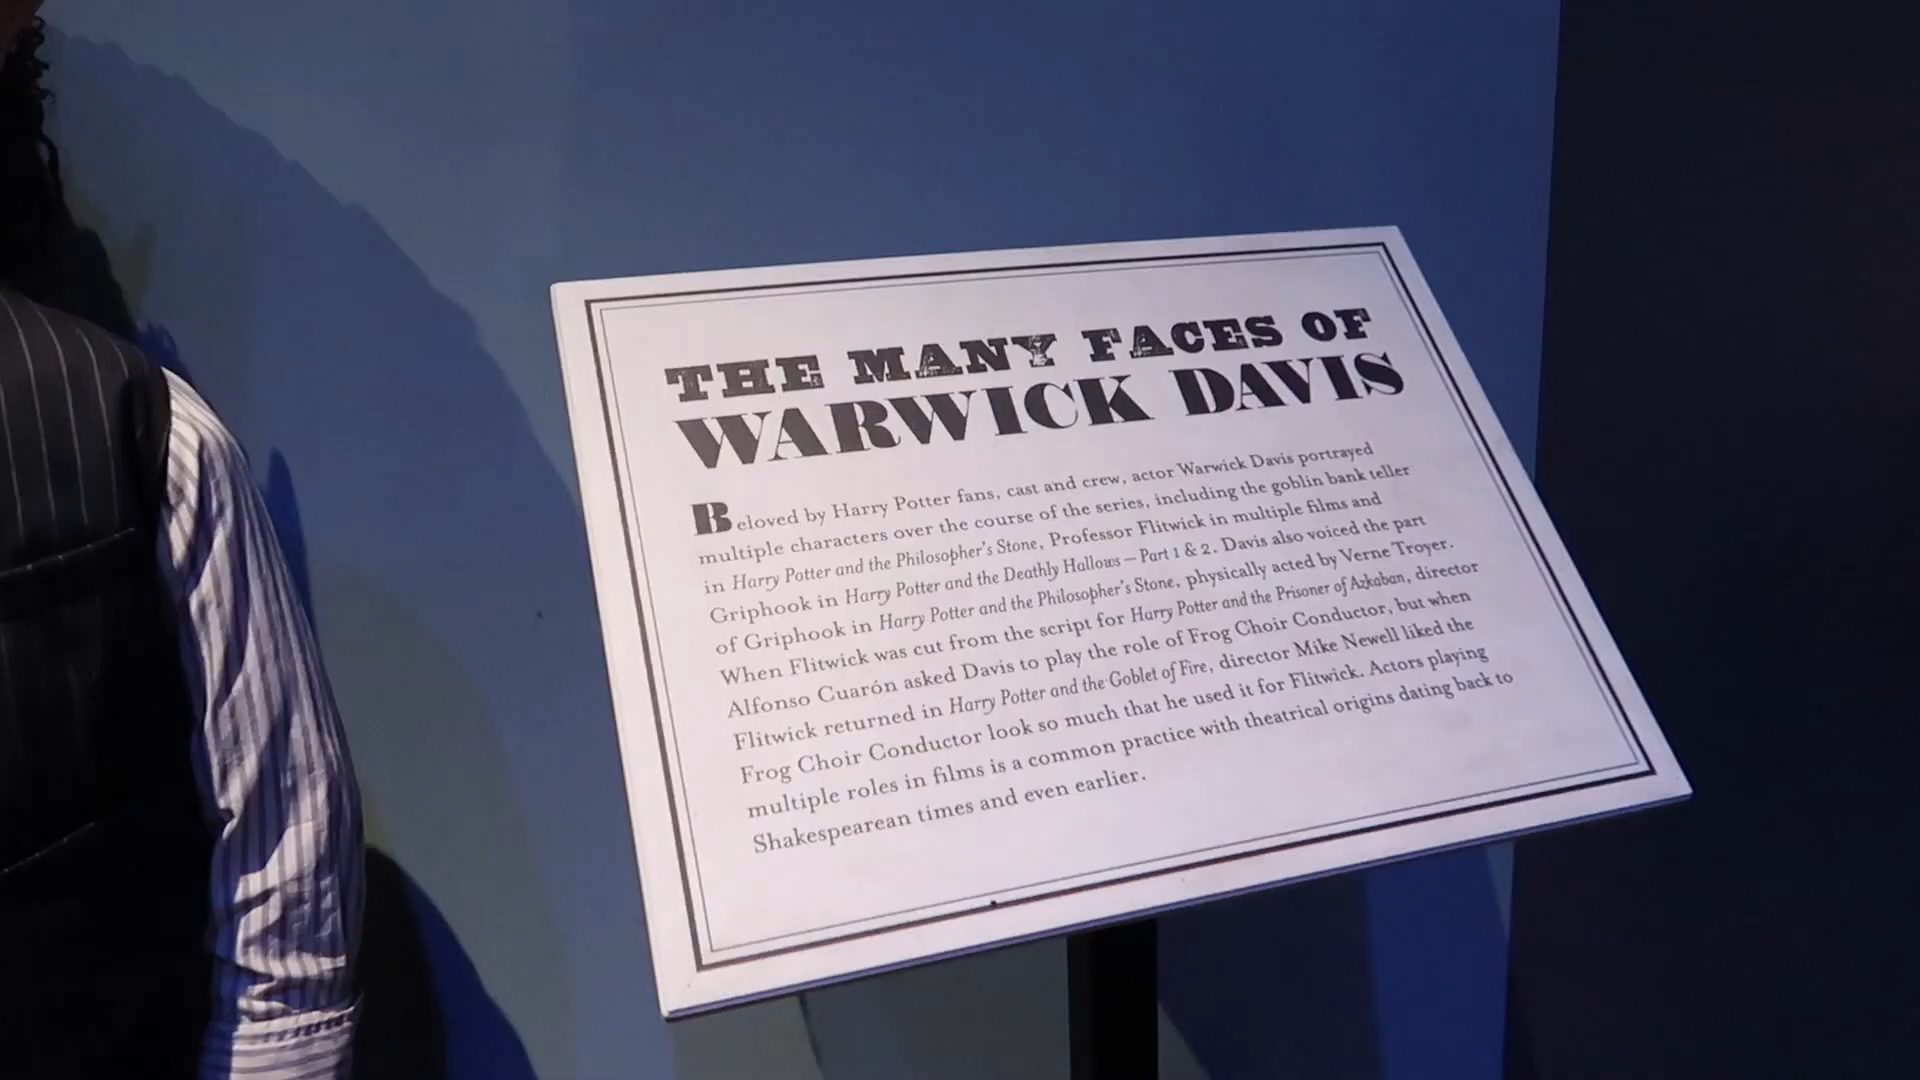 THE MANY FACES OF
WARWICK DAVIS
Beloved by Harry Potter fans, cast and crew, actor Warwick Davis portrayed
multiple characters over the course of the series, including the goblin bank teller
in Harry Potter and the Philosopher's Stone, Professor Flitwick in multiple films and
Griphook in Harry Potter and the Deathly Hallows – Part 1 & 2. Davis also voiced the part
of Griphook in Harry Potter and the Philosopher's Stone, physically acted by Verne Troyer.
When Flitwick was cut from the script for Harry Potter and the Prisoner of Azkaban, director
Alfonso Cuarón asked Davis to play the role of Frog Choir Conductor, but when
Flitwick returned in Harry Potter and the Goblet of Fire, director Mike Newell liked the
Frog Choir Conductor look so much that he used it for Flitwick. Actors playing
multiple roles in films is a common practice with theatrical origins dating back to
Shakespearean times and even earlier.